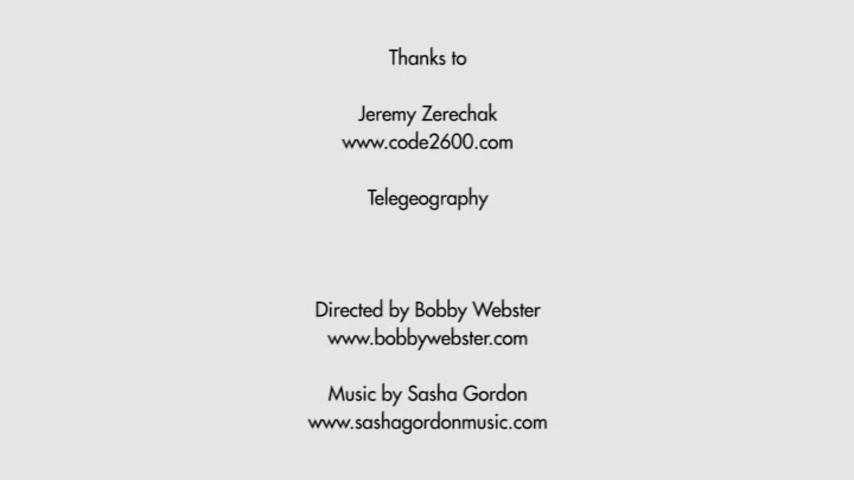 Thanks to
Jeremy Zerechak
www.code2600.com
Telegeography
Directed by Bobby Webster
www.bobbywebster.com
Music by Sasha Gordon
www.sashagordonmusic.com